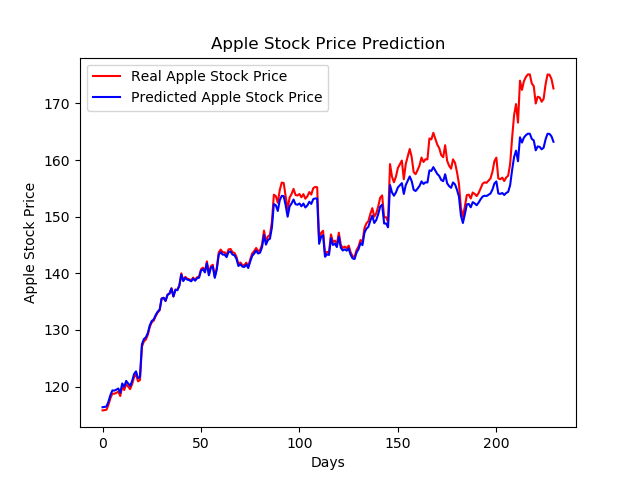 Apple Stock Price Prediction
Real Apple Stock Price
Predicted Apple Stock Price
170
160
150
140
130
120
Apple Stock Price
0 50 100 150 200
Days